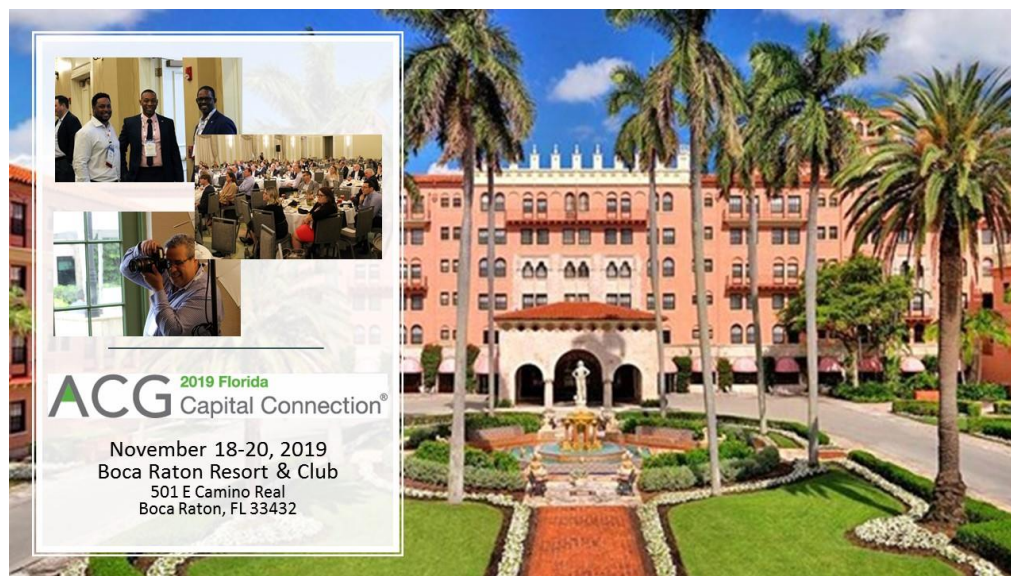 ACG 2019 Florida
Capital Connection®
November 18-20, 2019
Boca Raton Resort & Club
501 E Camino Real
Boca Raton, FL 33432